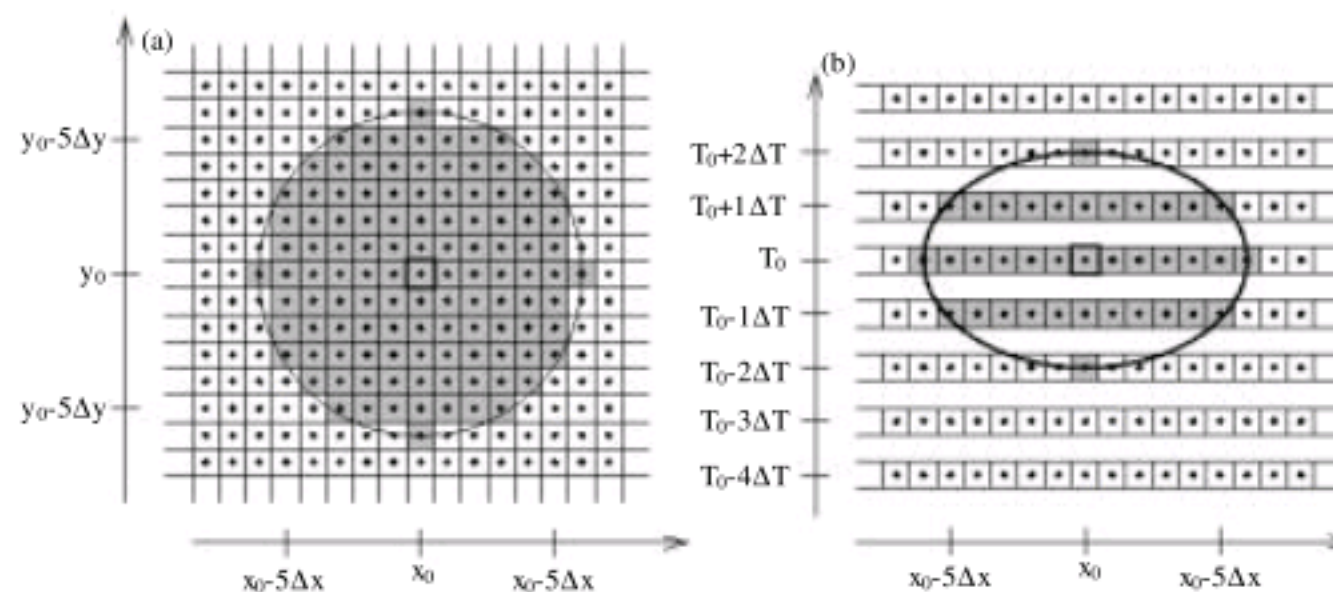 (a)
y₀-5Δy
y₀
y₀-5Δy
x₀-5Δx
x₀
x₀-5Δx
(b)
T₀+2ΔT
T₀+1ΔT
T₀
T₀-1ΔT
T₀-2ΔT
T₀-3ΔT
T₀-4ΔT
x₀-5Δx
x₀
x₀-5Δx